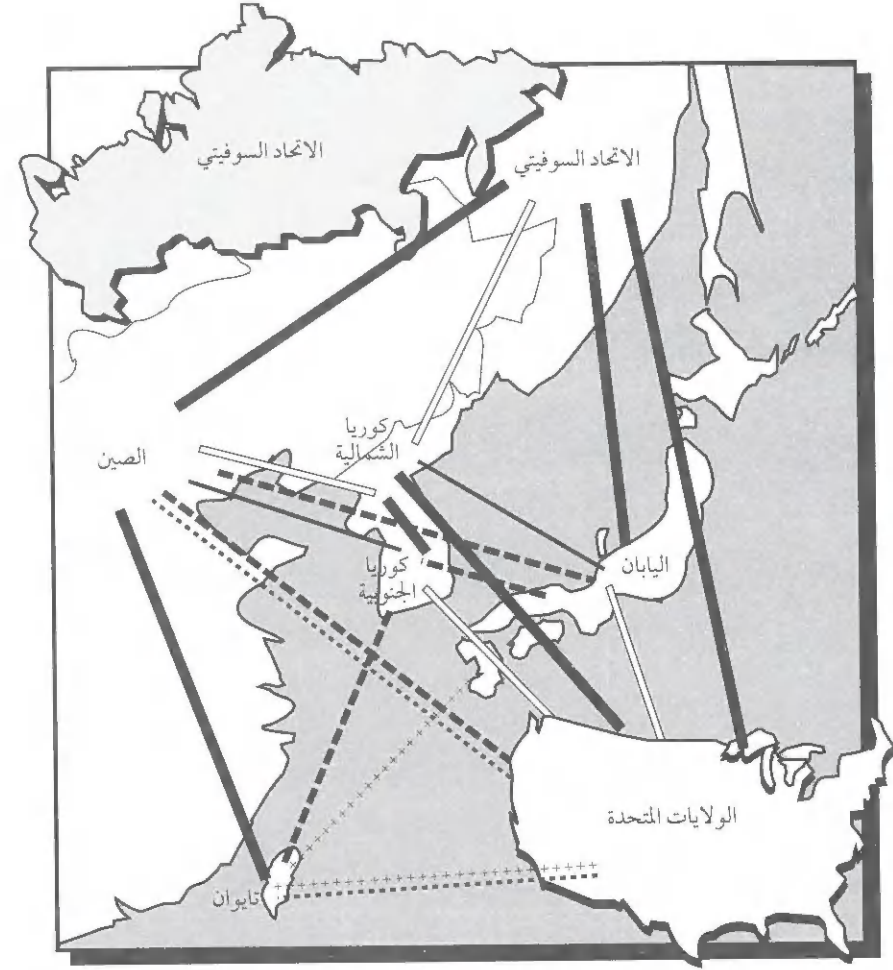 الاتحاد السوفيتي
الاتحاد السوفيتي
كوريا
الشمالية
الصين
اليابان
كوريا
الجنوبية
الولايات المتحدة
تايوان